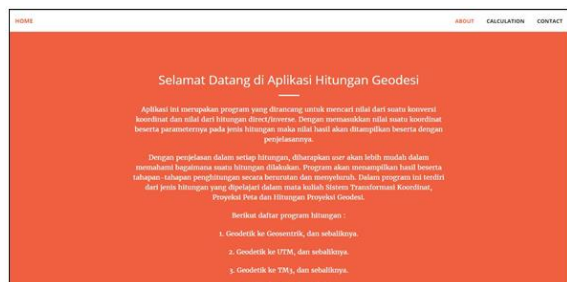 HOME ABOUT CALCULATION CONTACT
Selamat Datang di Aplikasi Hitungan Geodesi
Aplikasi ini merupakan program yang dirancang untuk mencari nilai dari suatu konversi
koordinat dan nilai dari hitungan direct/inverse. Dengan memasukkan nilai suatu koordinat
beserta parameternya pada jenis hitungan maka nilai hasil akan ditampilkan beserta dengan
penjelasannya.
Dengan penjelasan dalam setiap hitungan, diharapkan user akan lebih mudah dalam
memahami bagaimana suatu hitungan dilakukan. Program akan menampilkan hasil beserta
tahapan-tahapan penghitungan secara berurutan dan menyeluruh. Dalam program ini terdiri
dari jenis hitungan yang dipelajari dalam mata kuliah Sistem Transformasi Koordinat,
Proyeksi Peta dan Hitungan Proyeksi Geodesi.
Berikut daftar program hitungan :
1. Geodetik ke Geosentrik, dan sebaliknya.
2. Geodetik ke UTM, dan sebaliknya.
3. Geodetik ke TM3, dan sebaliknya.